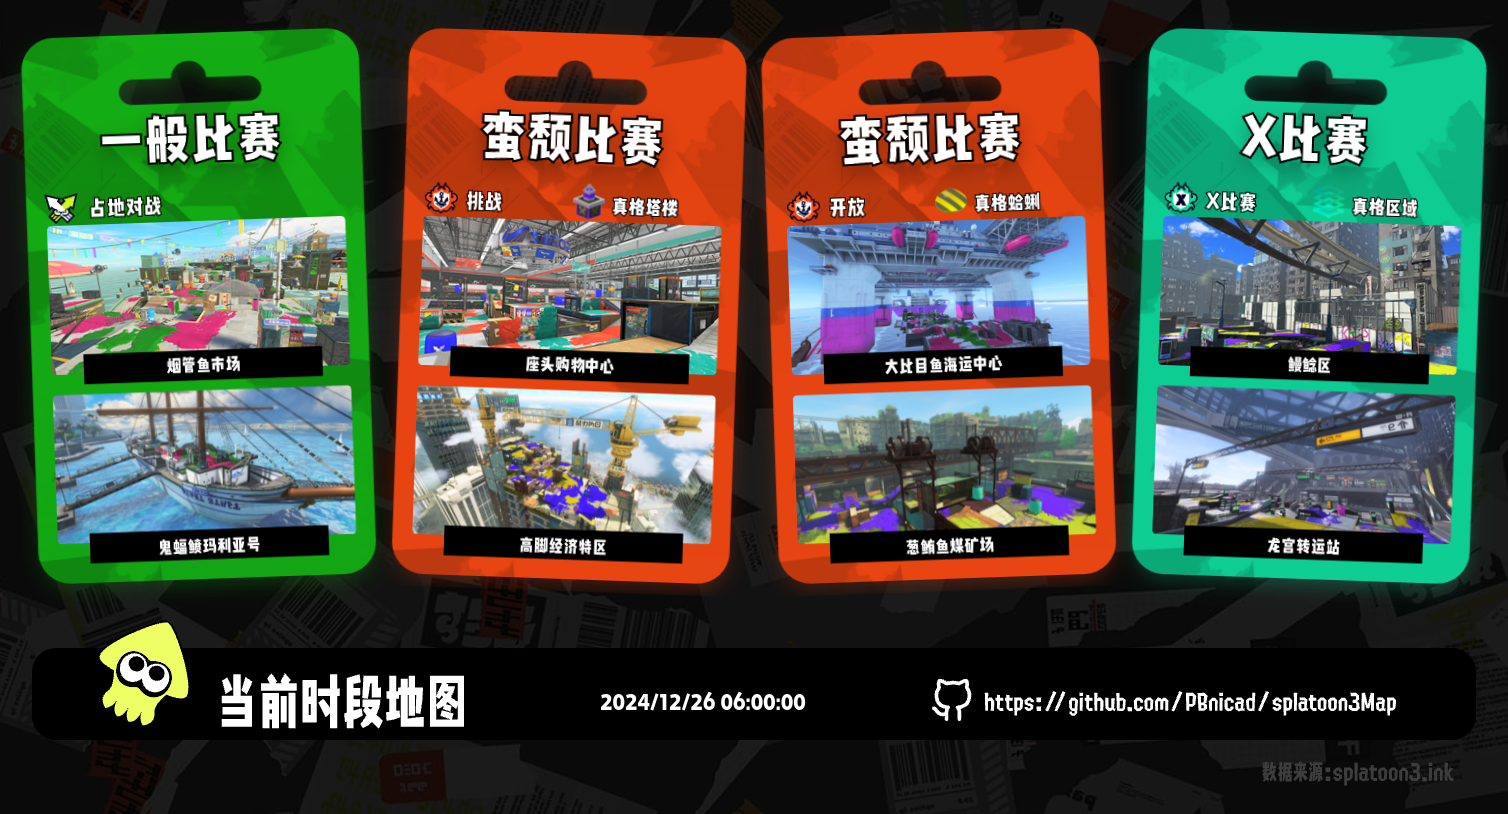 一般比赛
占地对战
烟管鱼市场
鬼蝠鲼玛利亚号
蛮颓比赛
挑战
真格塔楼
座头购物中心
高脚经济特区
蛮颓比赛
开放
真格蛤蜊
大比目鱼海运中心
葱鲔鱼煤矿场
X比赛
X比赛
真格区域
鳗鲶区
龙宫转运站
当前时段地图
2024/12/26 06:00:00
https://github.com/PBnicad/splatoon3Map
数据来源:splatoon3.ink